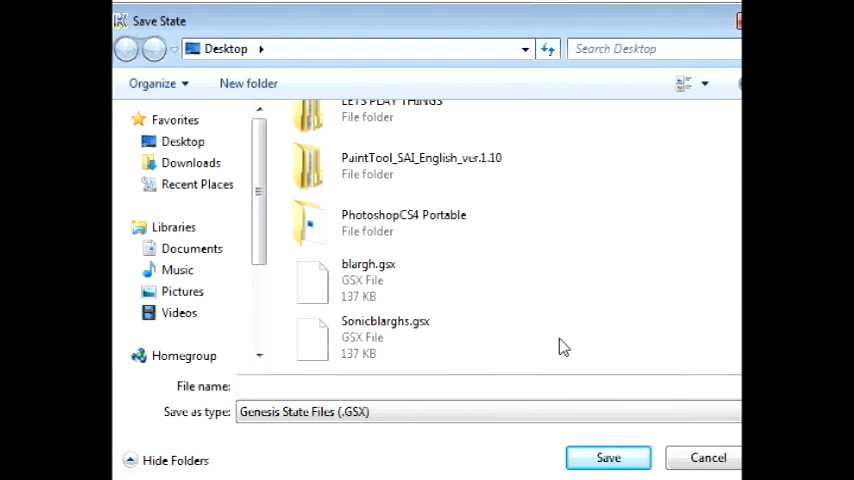 Save State
Desktop
Search Desktop
Organize
New folder
Favorites
Desktop
Downloads
Recent Places
Libraries
Documents
Music
Pictures
Videos
Homegroup
LETS PLAY THINGS
File folder
PaintTool_SAI_English_ver.1.10
File folder
PhotoshopCS4 Portable
File folder
blargh.gsx
GSX File
137 KB
Sonicblarghs.gsx
GSX File
137 KB
File name:
Save as type: Genesis State Files (.GSX)
Hide Folders
Save
Cancel